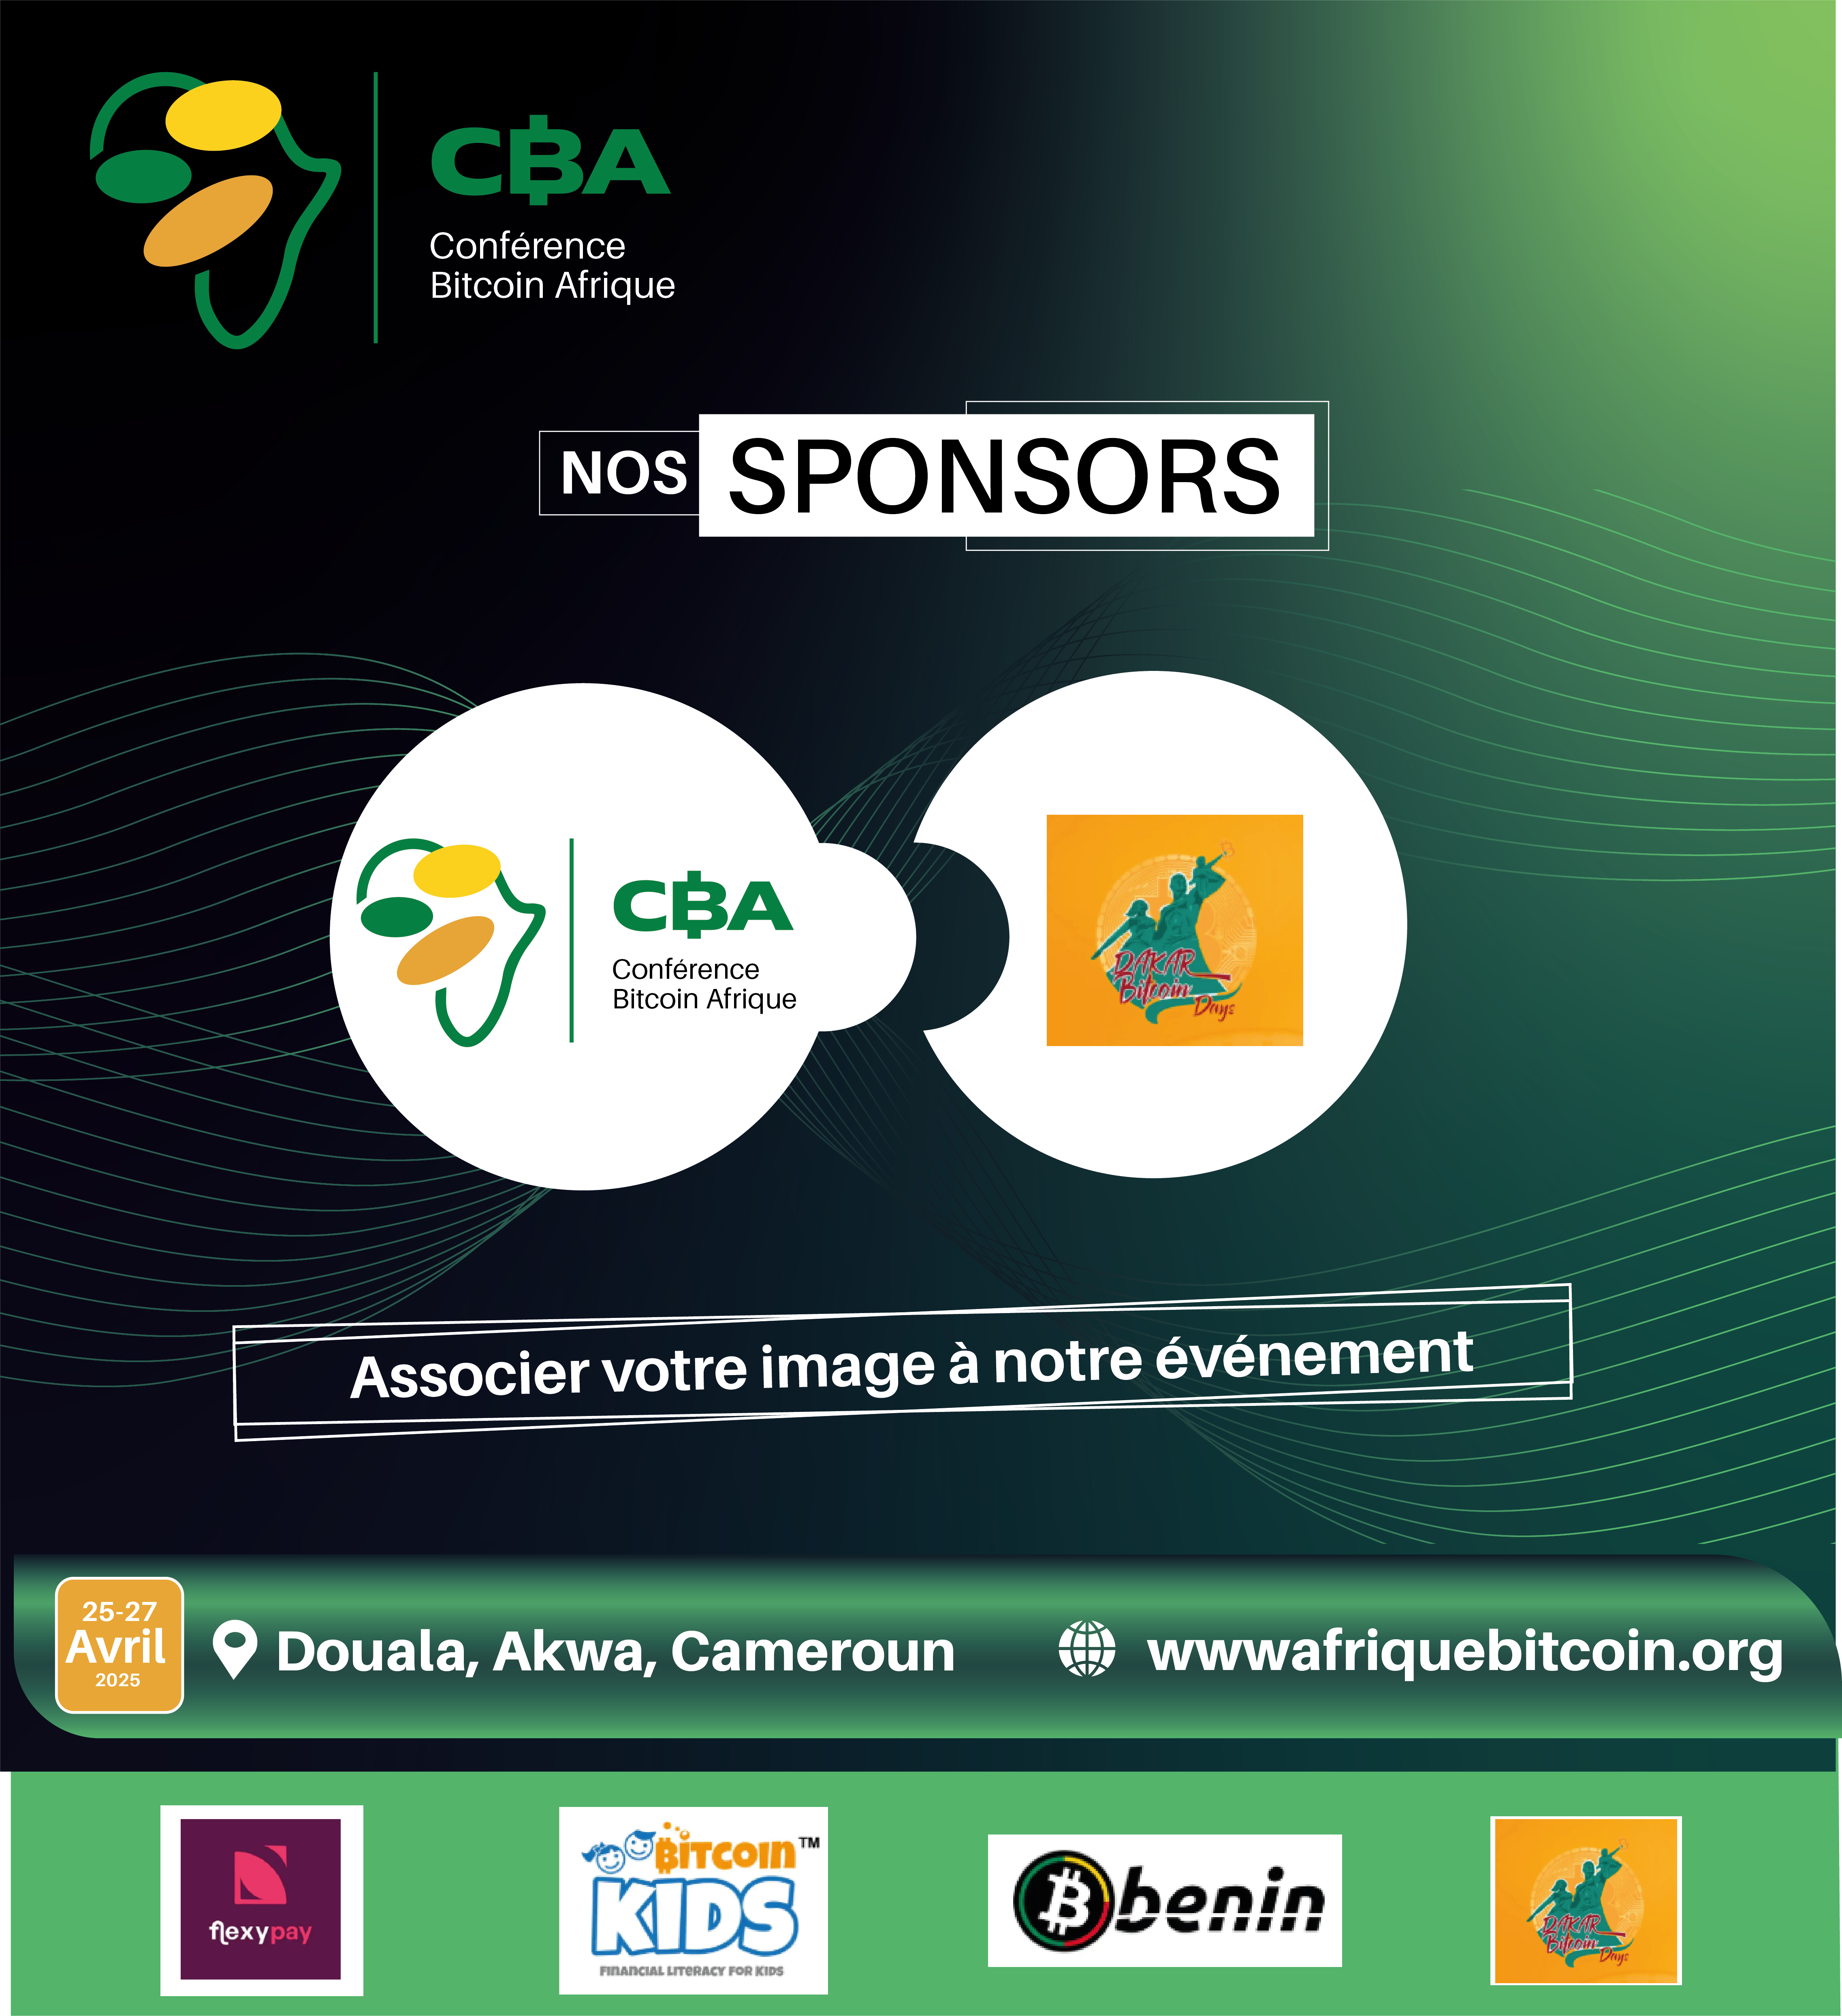 CBA
Conférence
Bitcoin Afrique
NOS SPONSORS
CBA
Conférence
Bitcoin Afrique
DAKAR
Bitcoin
Days
Associer votre image à notre événement
25-27
Avril
2025
Douala, Akwa, Cameroun
wwwafriquebitcoin.org
flexypay
BITCOIN™
KIDS
FINANCIAL LITERACY FOR KIDS
benin
DAKAR
Bitcoin
Days